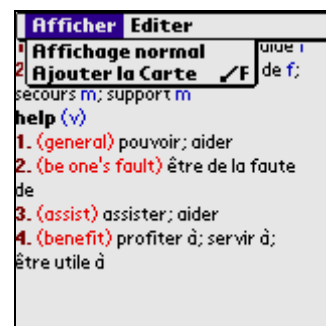 Afficher Editer
Affichage normal
Ajouter la Carte ✓F de f;
secours m; support m
help (v)
1. (general) pouvoir; aider
2. (be one's fault) être de la faute
de
3. (assist) assister; aider
4. (benefit) profiter à; servir à;
être utile à